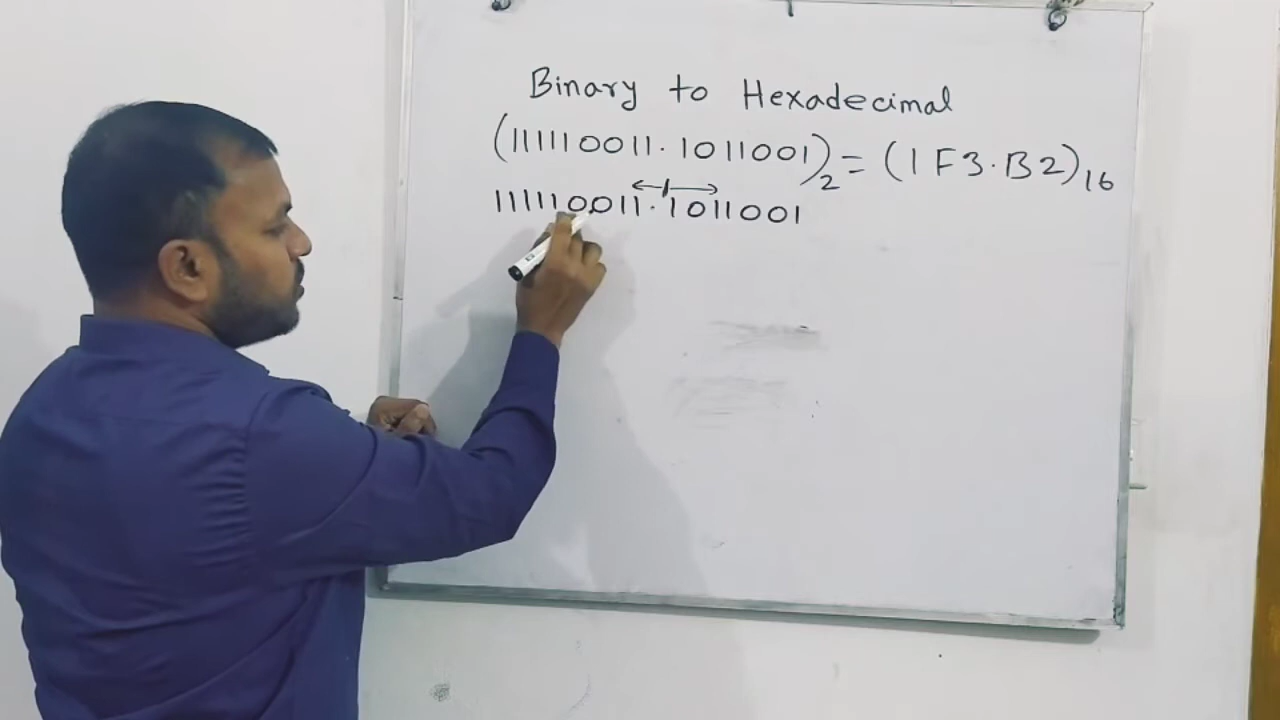 Binary to Hexadecimal
(111110011.1011001)₂ = (1F3.B2)₁₆
111110011.1011001